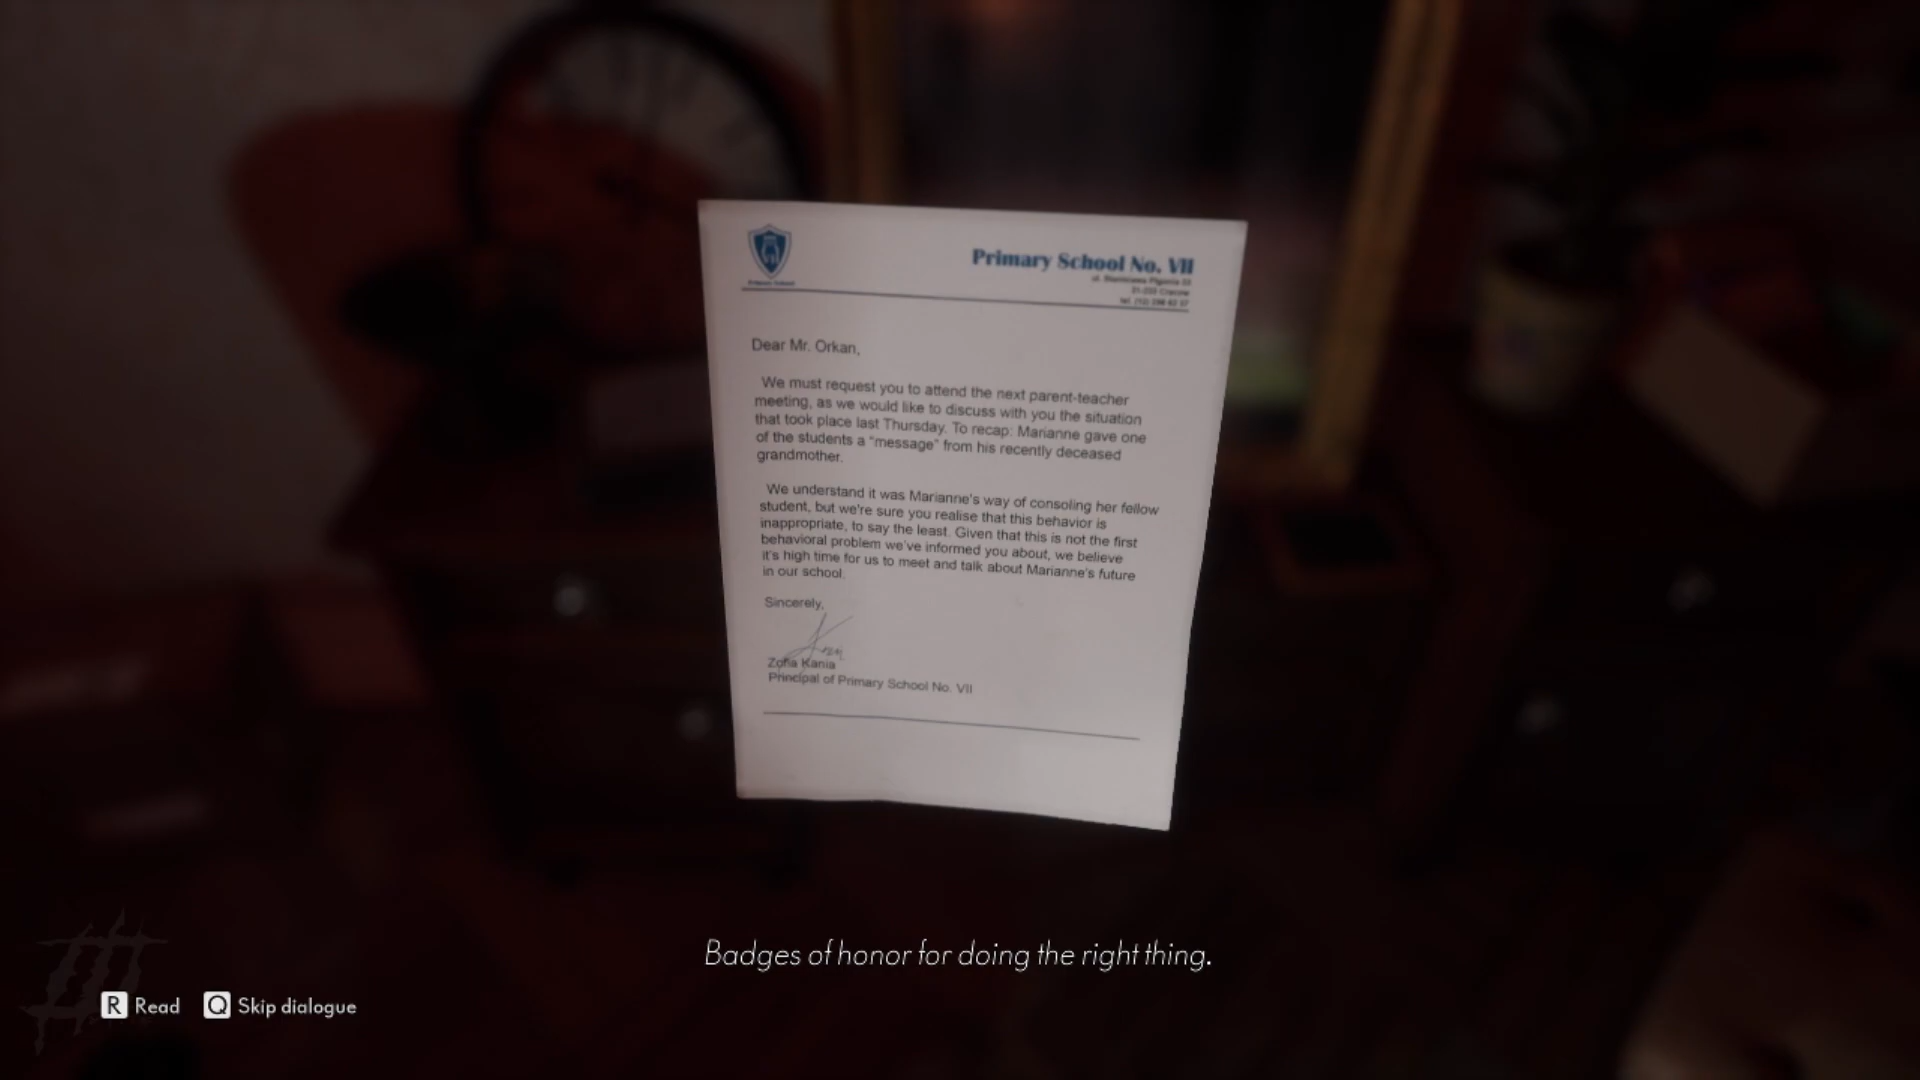 Primary School No. VII
Dear Mr. Orkan,
We must request you to attend the next parent-teacher
meeting, as we would like to discuss with you the situation
that took place last Thursday. To recap: Marianne gave one
of the students a "message" from his recently deceased
grandmother.
We understand it was Marianne's way of consoling her fellow
student, but we're sure you realise that this behavior is
inappropriate, to say the least. Given that this is not the first
behavioral problem we've informed you about, we believe
it's high time for us to meet and talk about Marianne's future
in our school.
Sincerely,
Zofia Kania
Principal of Primary School No. VII
Badges of honor for doing the right thing.
R Read Q Skip dialogue